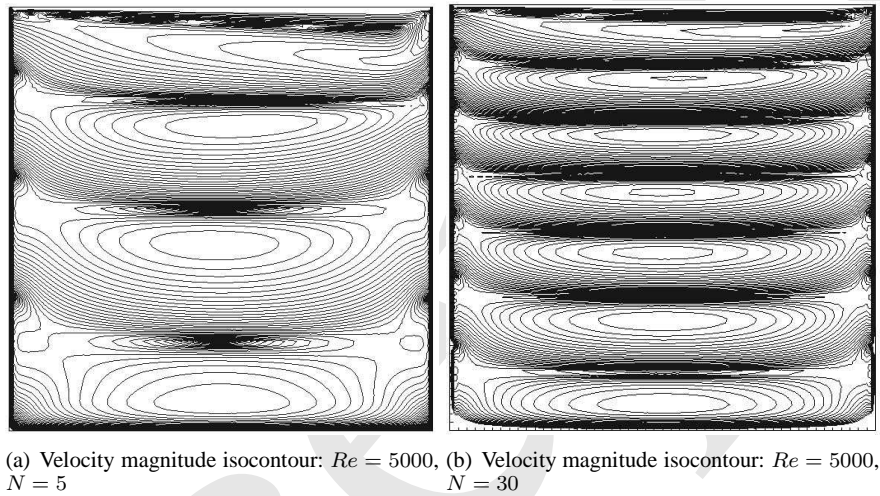 (a) Velocity magnitude isocontour: Re = 5000,
N = 5
(b) Velocity magnitude isocontour: Re = 5000,
N = 30